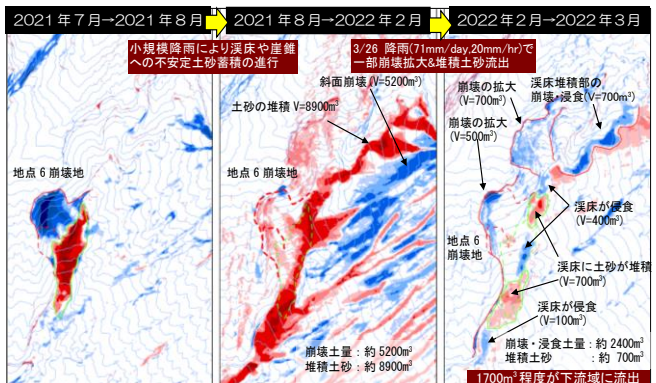 2021年7月→2021年8月
2021年8月→2022年2月
2022年2月→2022年3月
小規模降雨により渓床や崖錐
への不安定土砂蓄積の進行
3/26 降雨(71mm/day,20mm/hr)で
一部崩壊拡大&堆積土砂流出
地点6崩壊地
斜面崩壊(V=5200m³)
土砂の堆積 V=8900m³
地点6崩壊地
崩壊土量：約5200m³
堆積土砂：約8900m³
崩壊の拡大
(V=700m³)
渓床堆積部の
崩壊・浸食(V=700m³)
崩壊の拡大
(V=500m³)
渓床が侵食
(V=400m³)
地点6
崩壊地
渓床に土砂が堆積
(V=700m³)
渓床が侵食
(V=100m³)
崩壊・浸食土量：約2400m³
堆積土砂 ：約 700m³
1700m³程度が下流域に流出